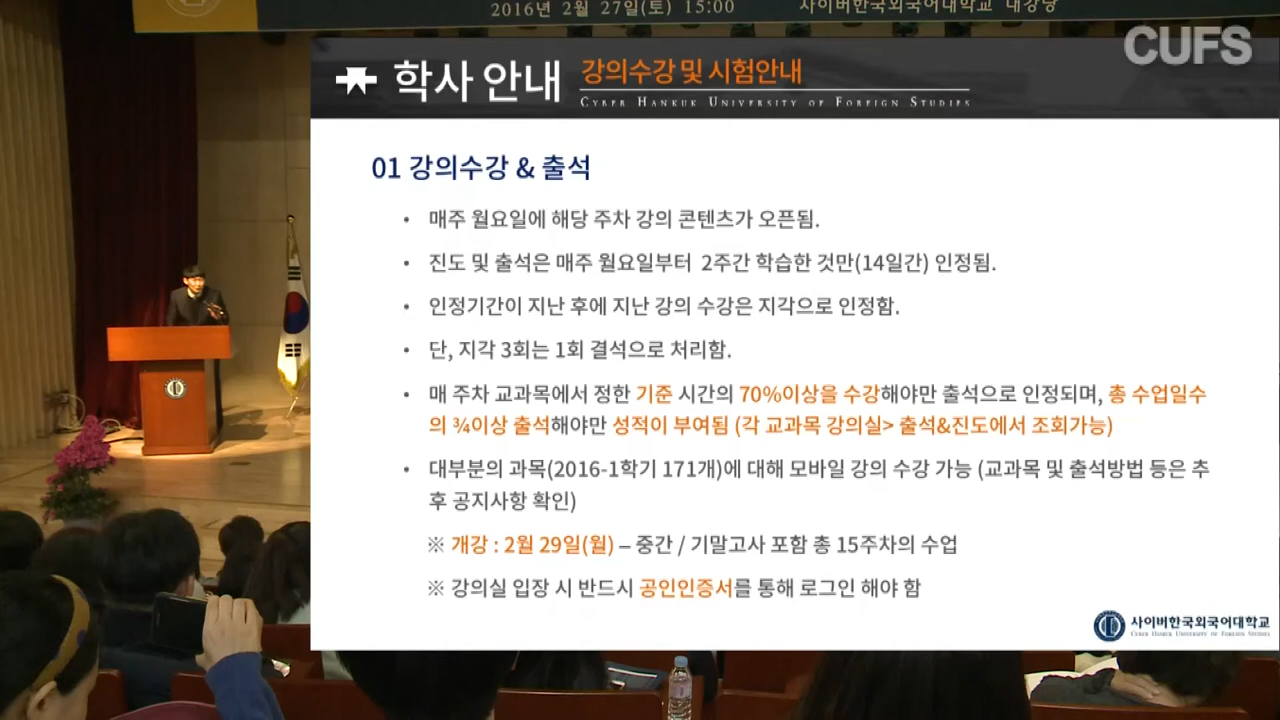 2016년 2월 27일(토) 15:00 사이버한국외국어대학교 대강당
CUFS
학사 안내 강의수강 및 시험안내
CYBER HANKUK UNIVERSITY OF FOREIGN STUDIES
01 강의수강 & 출석
• 매주 월요일에 해당 주차 강의 콘텐츠가 오픈됨.
• 진도 및 출석은 매주 월요일부터 2주간 학습한 것만(14일간) 인정됨.
• 인정기간이 지난 후에 지난 강의 수강은 지각으로 인정함.
• 단, 지각 3회는 1회 결석으로 처리함.
• 매 주차 교과목에서 정한 기준 시간의 70%이상을 수강해야만 출석으로 인정되며, 총 수업일수
의 ¾이상 출석해야만 성적이 부여됨 (각 교과목 강의실> 출석&진도에서 조회가능)
• 대부분의 과목(2016-1학기 171개)에 대해 모바일 강의 수강 가능 (교과목 및 출석방법 등은 추
후 공지사항 확인)
※ 개강 : 2월 29일(월) – 중간 / 기말고사 포함 총 15주차의 수업
※ 강의실 입장 시 반드시 공인인증서를 통해 로그인 해야 함
사이버한국외국어대학교
CYBER HANKUK UNIVERSITY OF FOREIGN STUDIES